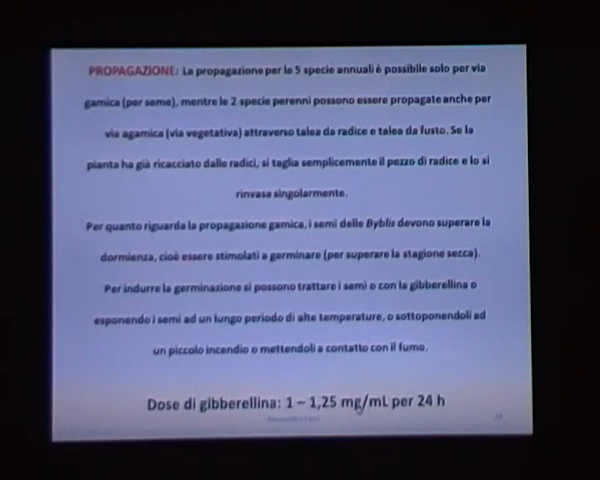 PROPAGAZIONE: La propagazione per le 5 specie annuali è possibile solo per via
gamica (per seme), mentre le 2 specie perenni possono essere propagate anche per
via agamica (via vegetativa) attraverso talea da radice e talea da fusto. Se la
pianta ha già ricacciato dalle radici, si taglia semplicemente il pezzo di radice e lo si
rinvasa singolarmente.
Per quanto riguarda la propagazione gamica, i semi delle Byblis devono superare la
dormienza, cioè essere stimolati a germinare (per superare la stagione secca).
Per indurre la germinazione si possono trattare i semi o con la gibberellina o
esponendo i semi ad un lungo periodo di alte temperature, o sottoponendoli ad
un piccolo incendio o mettendoli a contatto con il fumo.
Dose di gibberellina: 1 – 1,25 mg/mL per 24 h